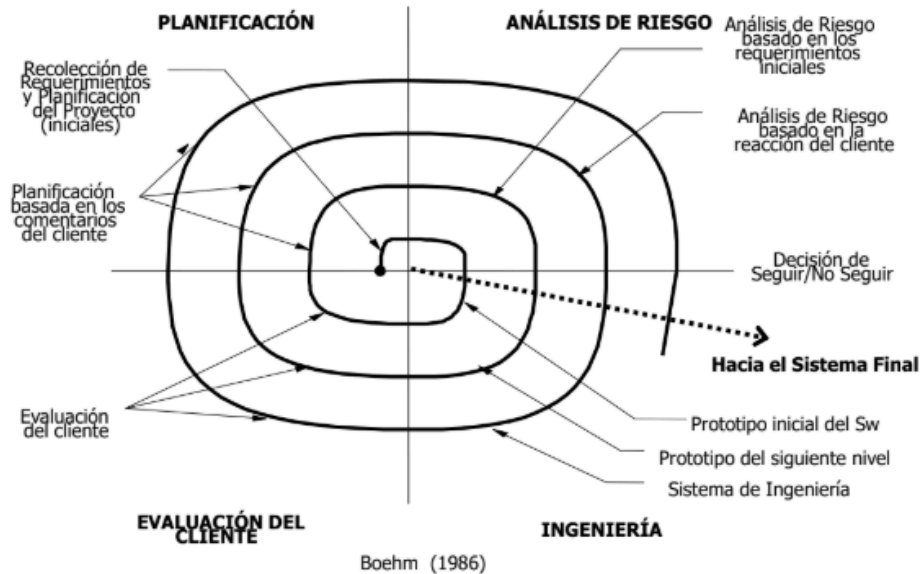 PLANIFICACIÓN
ANÁLISIS DE RIESGO
Análisis de Riesgo
basado en los
requerimientos
iniciales
Recolección de
Requerimientos
y Planificación
del Proyecto
(iniciales)
Análisis de Riesgo
basado en la
reacción del cliente
Planificación
basada en los
comentarios
del cliente
Decisión de
Seguir/No Seguir
Hacia el Sistema Final
Evaluación
del cliente
Prototipo inicial del Sw
Prototipo del siguiente nivel
Sistema de Ingeniería
EVALUACIÓN DEL
CLIENTE
INGENIERÍA
Boehm (1986)